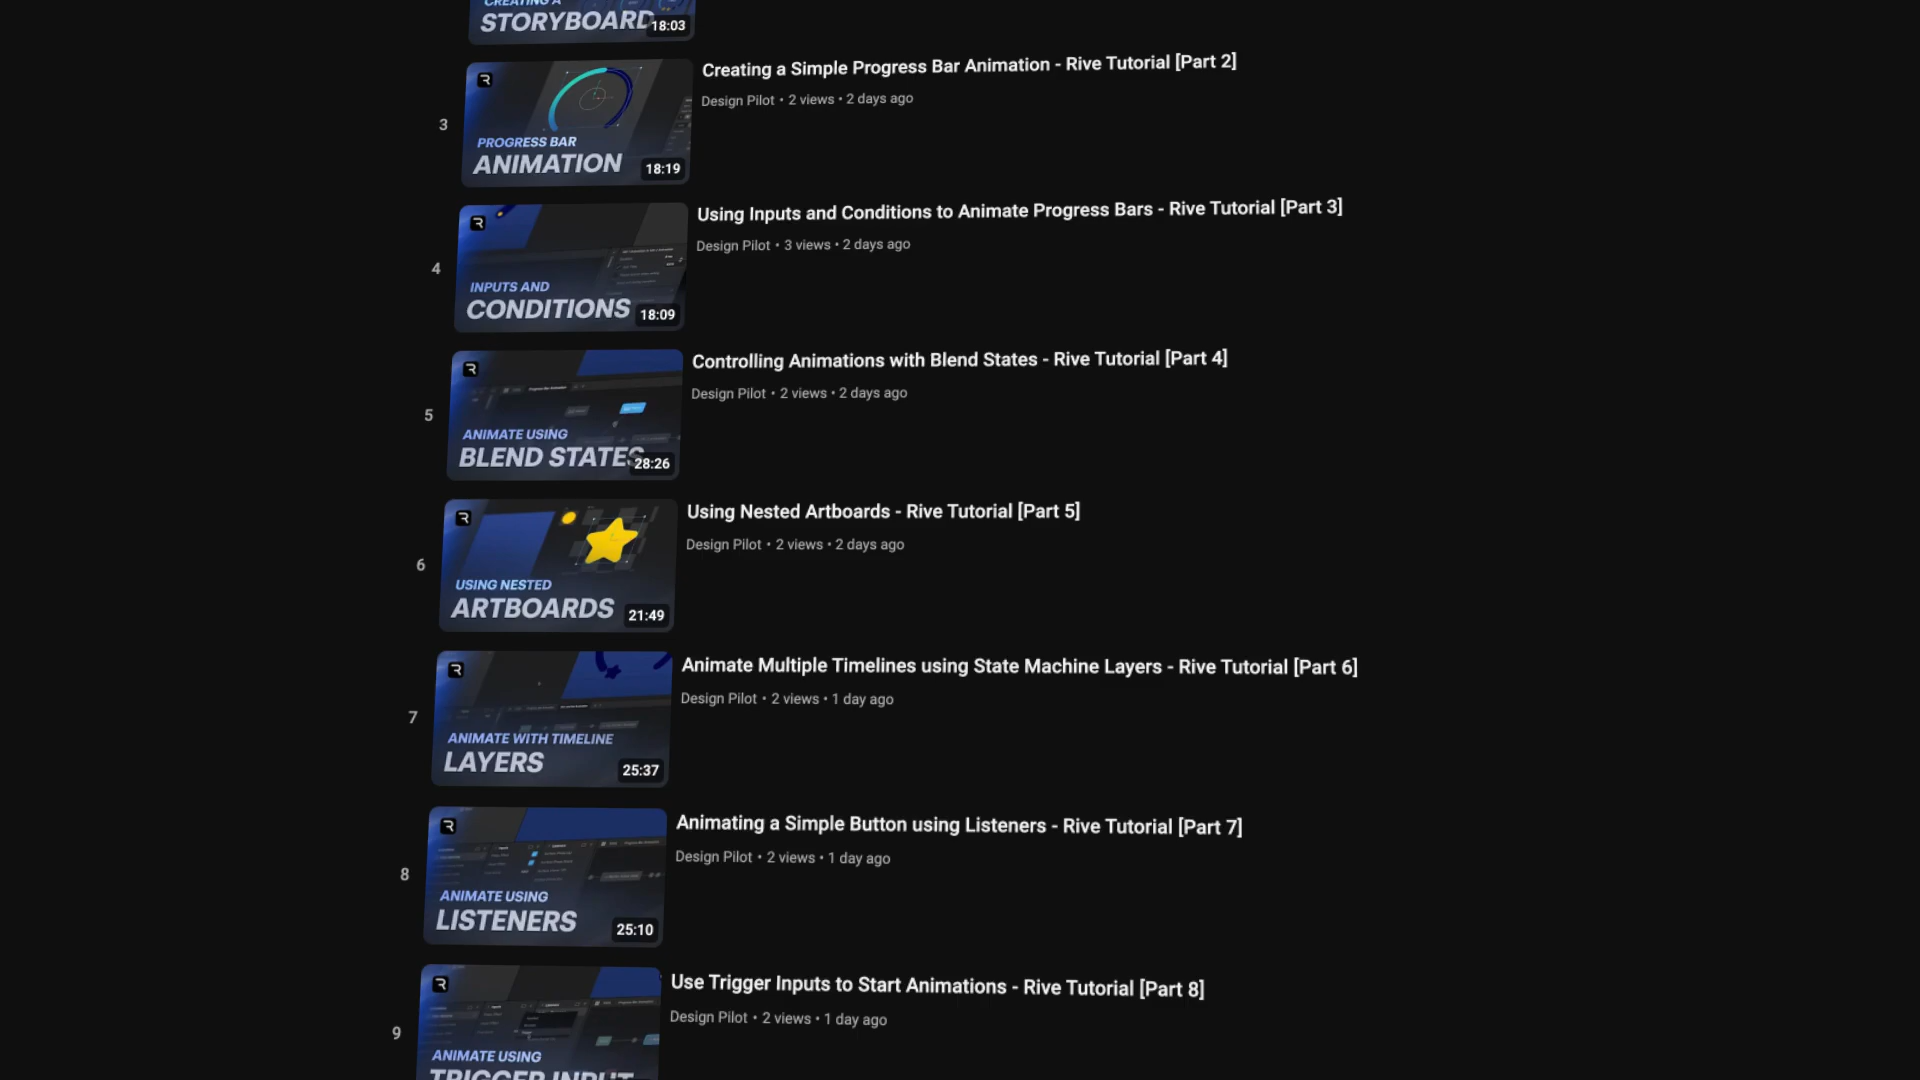 STORYBOARD
18:03
3
PROGRESS BAR
ANIMATION
18:19
Creating a Simple Progress Bar Animation - Rive Tutorial [Part 2]
Design Pilot • 2 views • 2 days ago
4
INPUTS AND
CONDITIONS
18:09
Using Inputs and Conditions to Animate Progress Bars - Rive Tutorial [Part 3]
Design Pilot • 3 views • 2 days ago
5
ANIMATE USING
BLEND STATES
28:26
Controlling Animations with Blend States - Rive Tutorial [Part 4]
Design Pilot • 2 views • 2 days ago
6
USING NESTED
ARTBOARDS
21:49
Using Nested Artboards - Rive Tutorial [Part 5]
Design Pilot • 2 views • 2 days ago
7
ANIMATE WITH TIMELINE
LAYERS
25:37
Animate Multiple Timelines using State Machine Layers - Rive Tutorial [Part 6]
Design Pilot • 2 views • 1 day ago
8
ANIMATE USING
LISTENERS
25:10
Animating a Simple Button using Listeners - Rive Tutorial [Part 7]
Design Pilot • 2 views • 1 day ago
9
ANIMATE USING
TRIGGER INPUT
Use Trigger Inputs to Start Animations - Rive Tutorial [Part 8]
Design Pilot • 2 views • 1 day ago